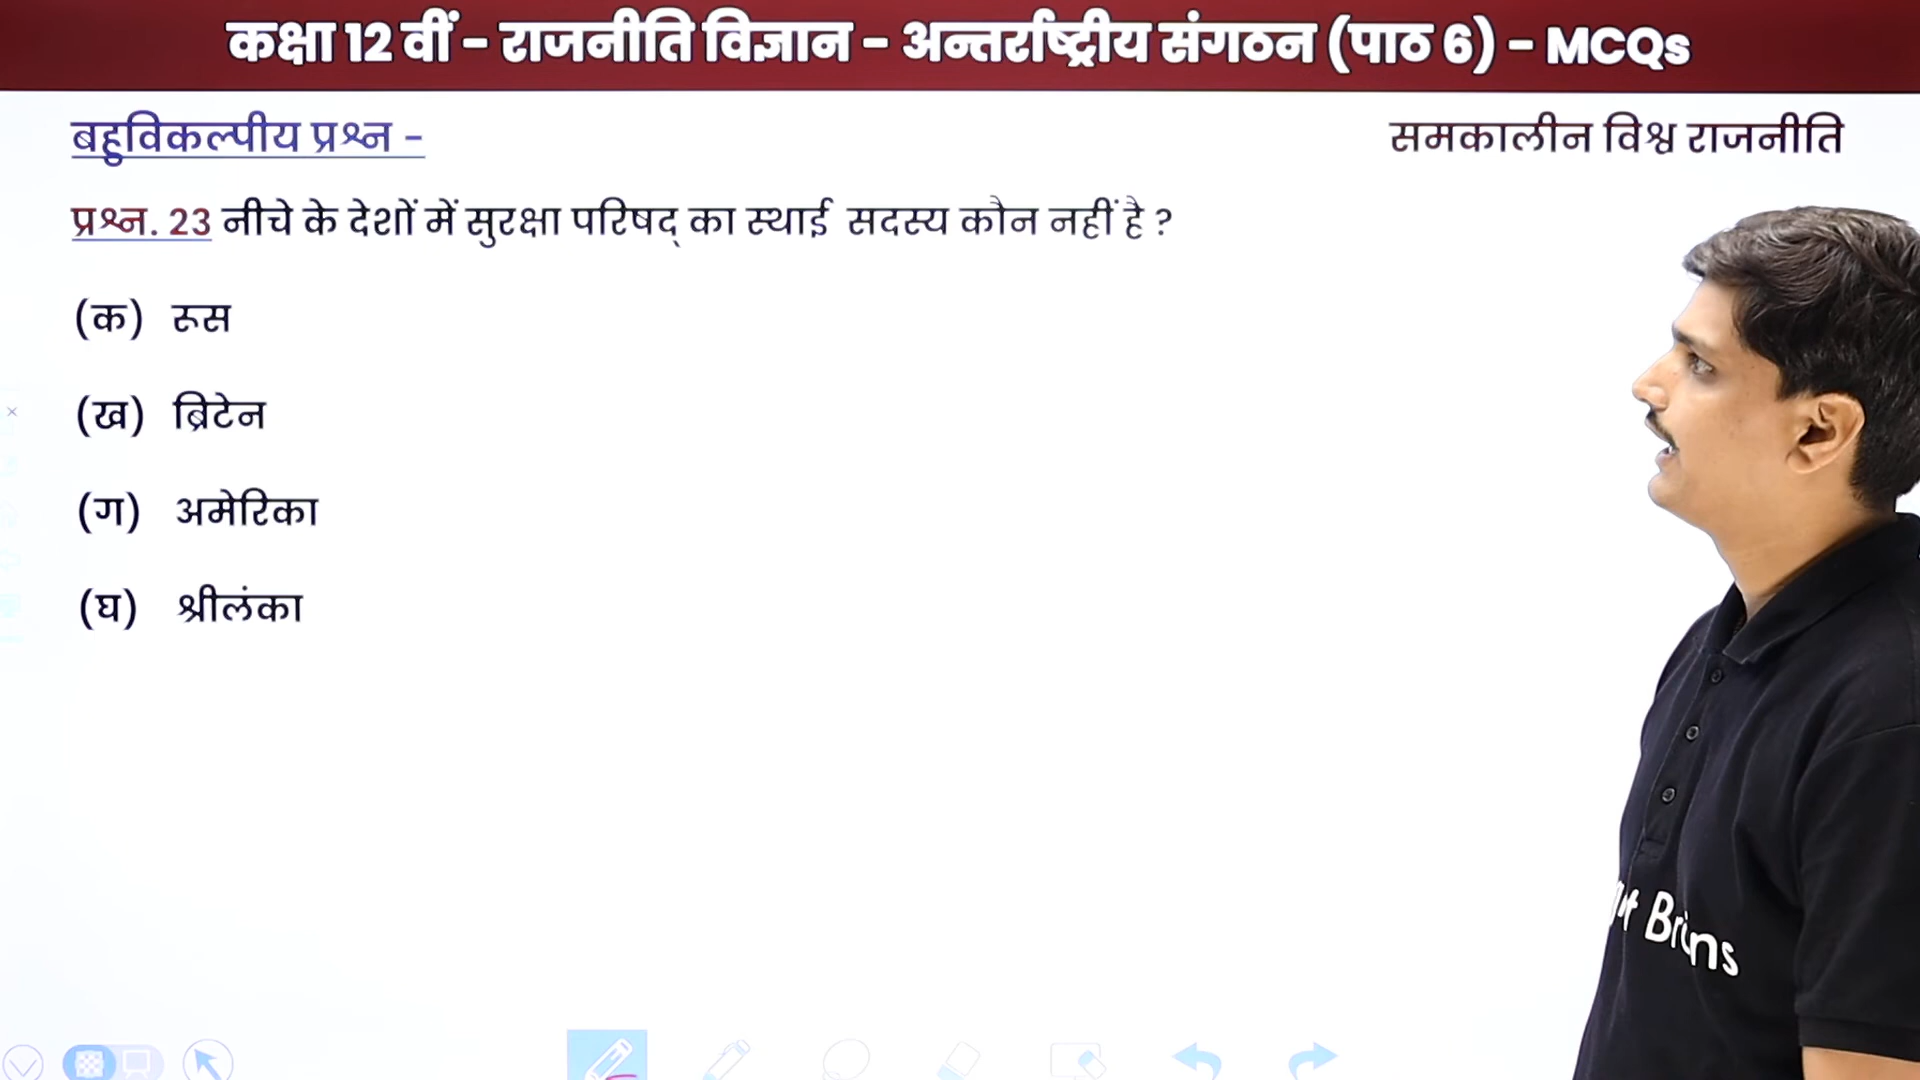 कक्षा 12 वीं - राजनीति विज्ञान - अन्तर्राष्ट्रीय संगठन (पाठ 6) - MCQs
बहुविकल्पीय प्रश्न -
समकालीन विश्व राजनीति
प्रश्न. 23 नीचे के देशों में सुरक्षा परिषद् का स्थाई सदस्य कौन नहीं है ?
(क) रूस
(ख) ब्रिटेन
(ग) अमेरिका
(घ) श्रीलंका